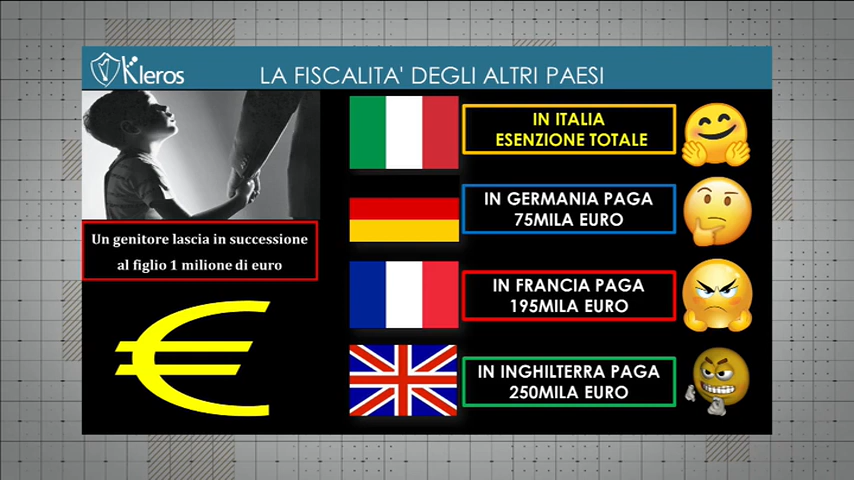 Kleros
LA FISCALITA' DEGLI ALTRI PAESI
Un genitore lascia in successione
al figlio 1 milione di euro
€
IN ITALIA
ESENZIONE TOTALE
IN GERMANIA PAGA
75MILA EURO
IN FRANCIA PAGA
195MILA EURO
IN INGHILTERRA PAGA
250MILA EURO